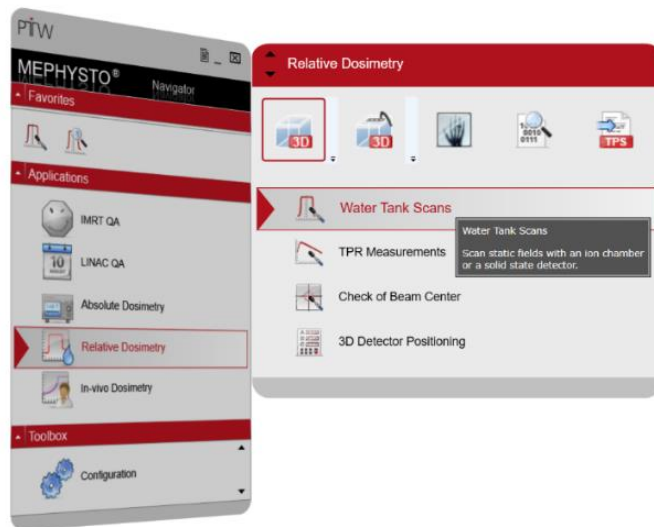 PTW
MEPHYSTO® Navigator
Favorites
Applications
IMRT QA
10
LINAC QA
Absolute Dosimetry
Relative Dosimetry
In-vivo Dosimetry
Toolbox
Configuration
Relative Dosimetry
3D
3D
0010
0111
TPS
Water Tank Scans
TPR Measurements
Check of Beam Center
3D Detector Positioning
Water Tank Scans
Scan static fields with an ion chamber
or a solid state detector.